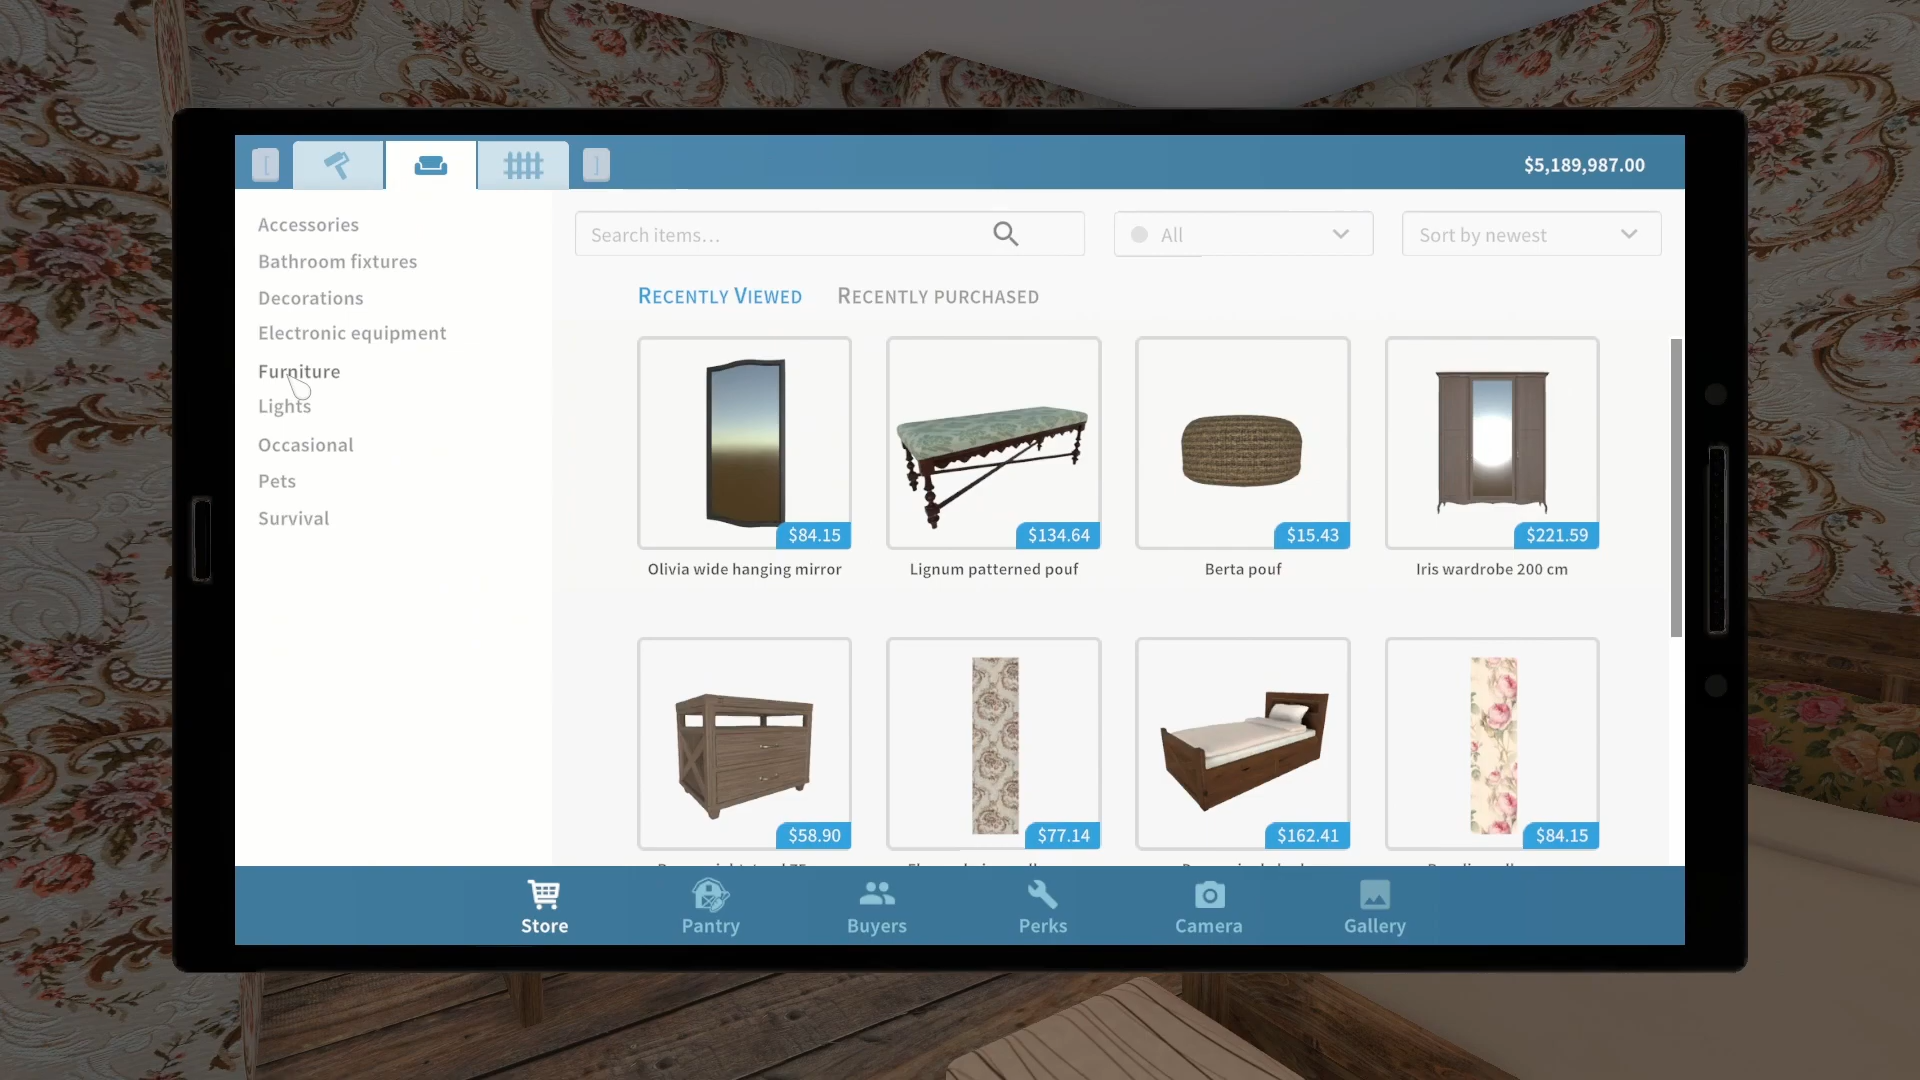 [
]
$5,189,987.00
Accessories
Bathroom fixtures
Decorations
Electronic equipment
Furniture
Lights
Occasional
Pets
Survival
Search items...
All
Sort by newest
RECENTLY VIEWED
RECENTLY PURCHASED
$84.15
$134.64
$15.43
$221.59
Olivia wide hanging mirror
Lignum patterned pouf
Berta pouf
Iris wardrobe 200 cm
$58.90
$77.14
$162.41
$84.15
Store
Pantry
Buyers
Perks
Camera
Gallery